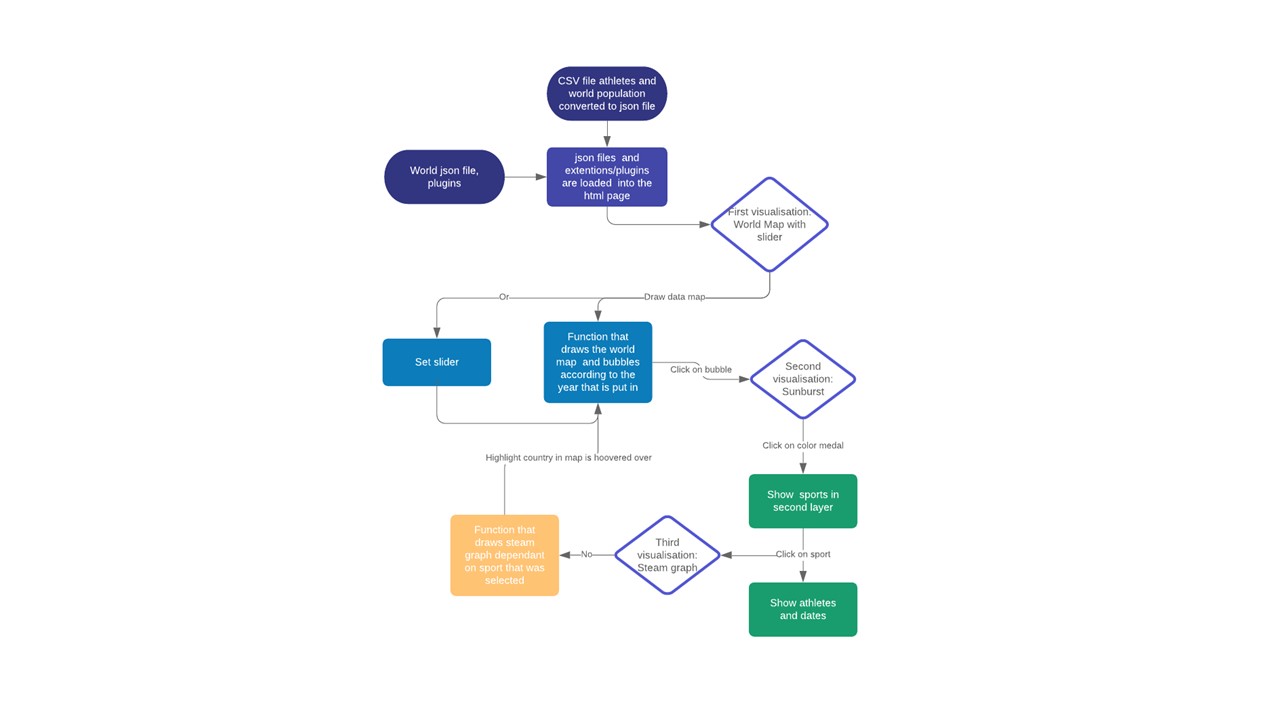 CSV file athletes and
world population
converted to json file
World json file,
plugins
json files  and
extentions/plugins
are loaded  into the
html page
First visualisation:
World Map with
slider
Or
Draw data map
Set slider
Function that
draws the world
map  and bubbles
according to the
year that is put in
Click on bubble
Second
visualisation:
Sunburst
Click on color medal
Highlight country in map is hoovered over
Show  sports in
second layer
Click on sport
Third
visualisation:
Steam graph
No
Function that
draws steam
graph dependant
on sport that was
selected
Show athletes
and dates